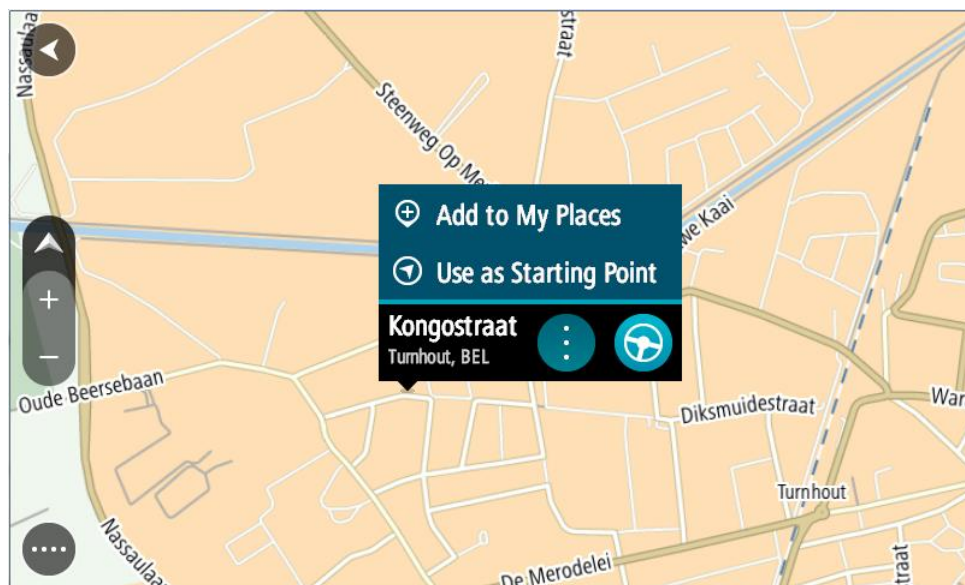 Nassaulaa
straat
Steenweg Op Me
we Kaai
Add to My Places
Use as Starting Point
Kongostraat
Turnhout, BEL
Oude Beersebaan
Diksmuidestraat
War
Turnhout
Nassaulaa
De Merodelei
traat